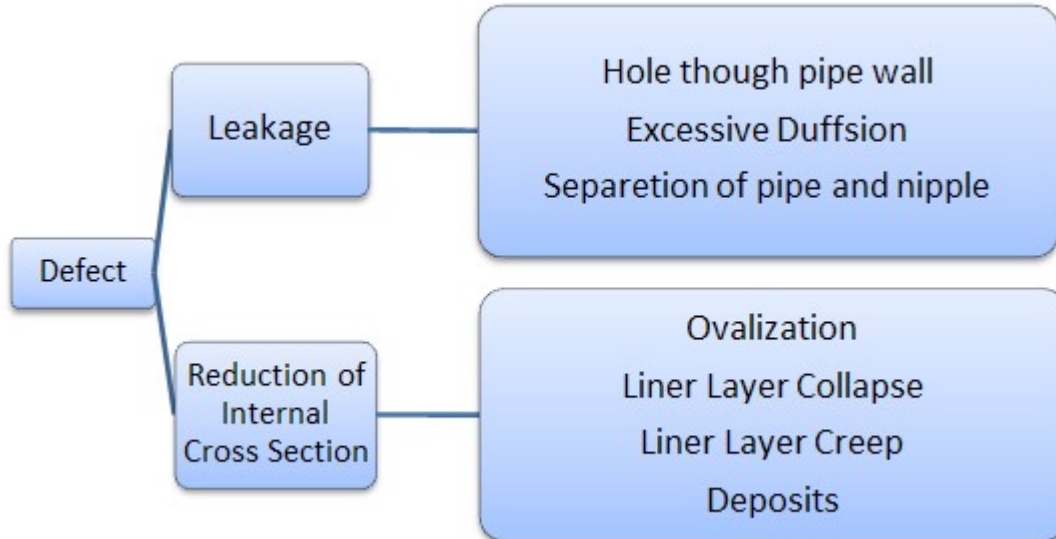 Defect
Leakage
Hole though pipe wall
Excessive Duffsion
Separetion of pipe and nipple
Reduction of
Internal
Cross Section
Ovalization
Liner Layer Collapse
Liner Layer Creep
Deposits